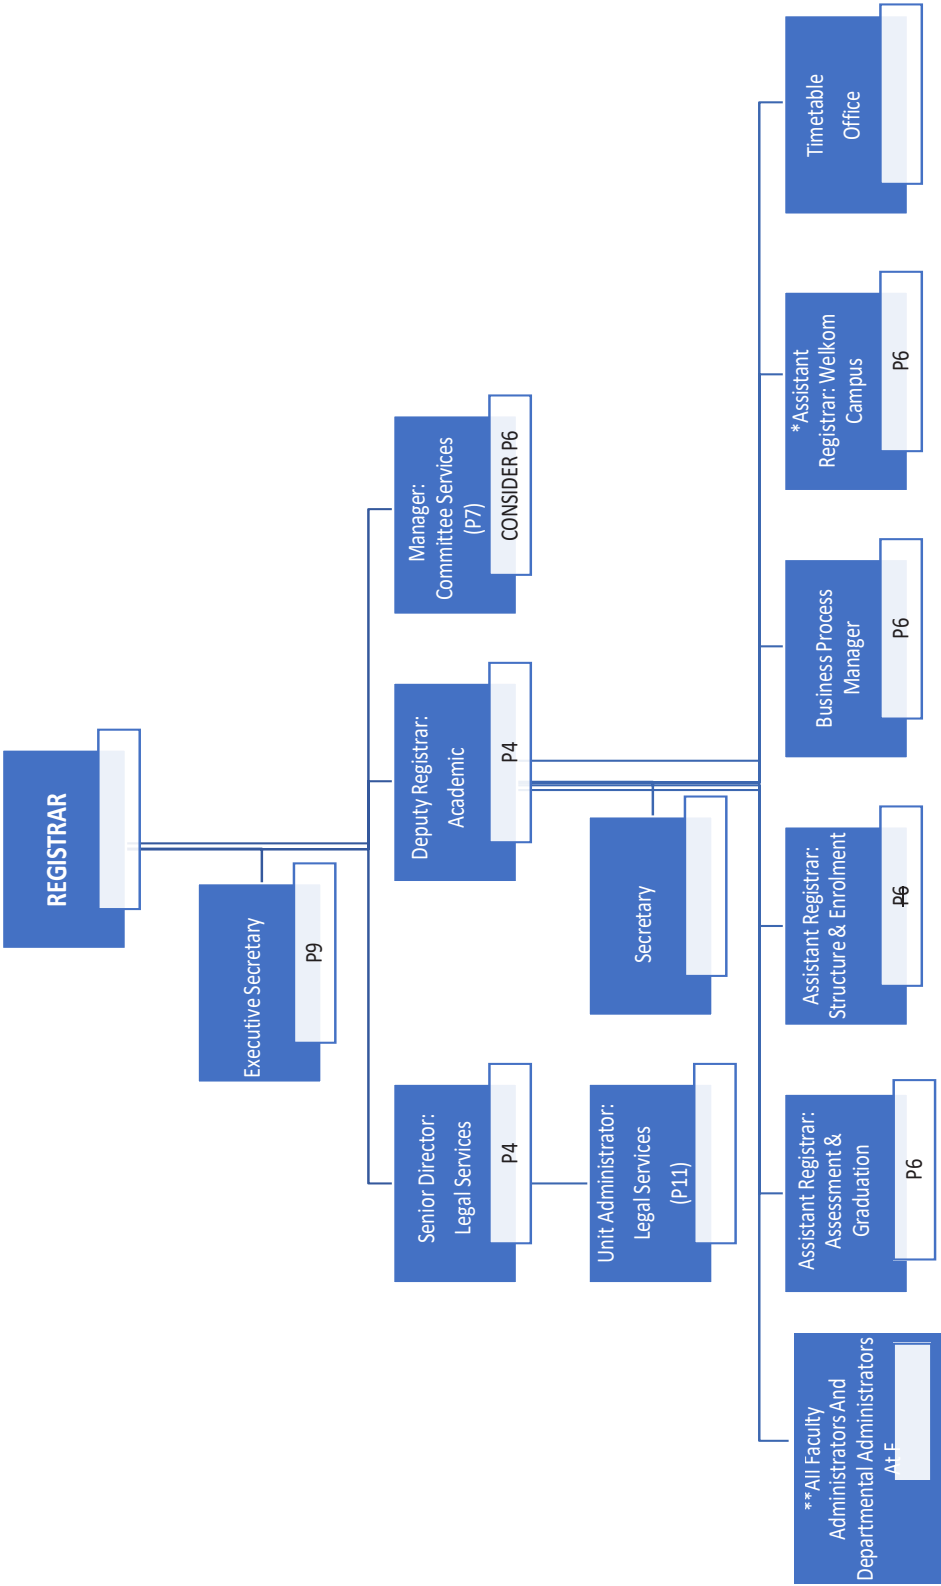 REGISTRAR
Executive Secretary
P9
Senior Director:
Legal Services
P4
Deputy Registrar:
Academic
P4
Manager:
Committee Services
(P7)
CONSIDER P6
Unit Administrator:
Legal Services
(P11)
Secretary
**All Faculty
Administrators And
Departmental Administrators
At F
Assistant Registrar:
Assessment &
Graduation
P6
Assistant Registrar:
Structure & Enrolment
P6
Business Process
Manager
P6
*Assistant
Registrar: Welkom
Campus
P6
Timetable
Office